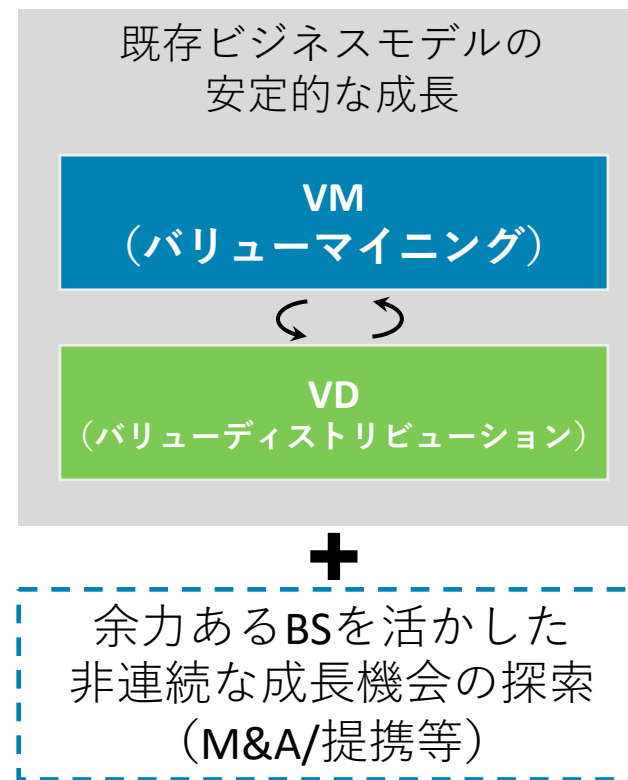 既存ビジネスモデルの
安定的な成長
VM
（バリューマイニング）
VD
（バリューディストリビューション）
+
余力あるBSを活かした
非連続な成長機会の探索
（M&A/提携等）